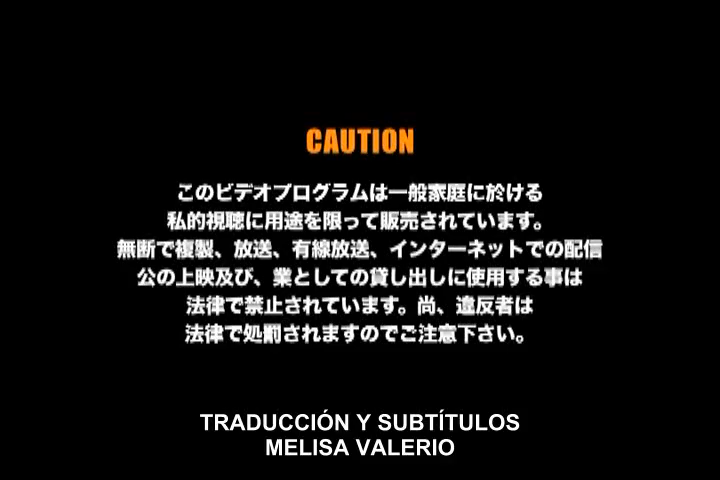 CAUTION
このビデオプログラムは一般家庭に於ける
私的視聴に用途を限って販売されています。
無断で複製、放送、有線放送、インターネットでの配信
公の上映及び、業としての貸し出しに使用する事は
法律で禁止されています。尚、違反者は
法律で処罰されますのでご注意下さい。
TRADUCCIÓN Y SUBTÍTULOS
MELISA VALERIO